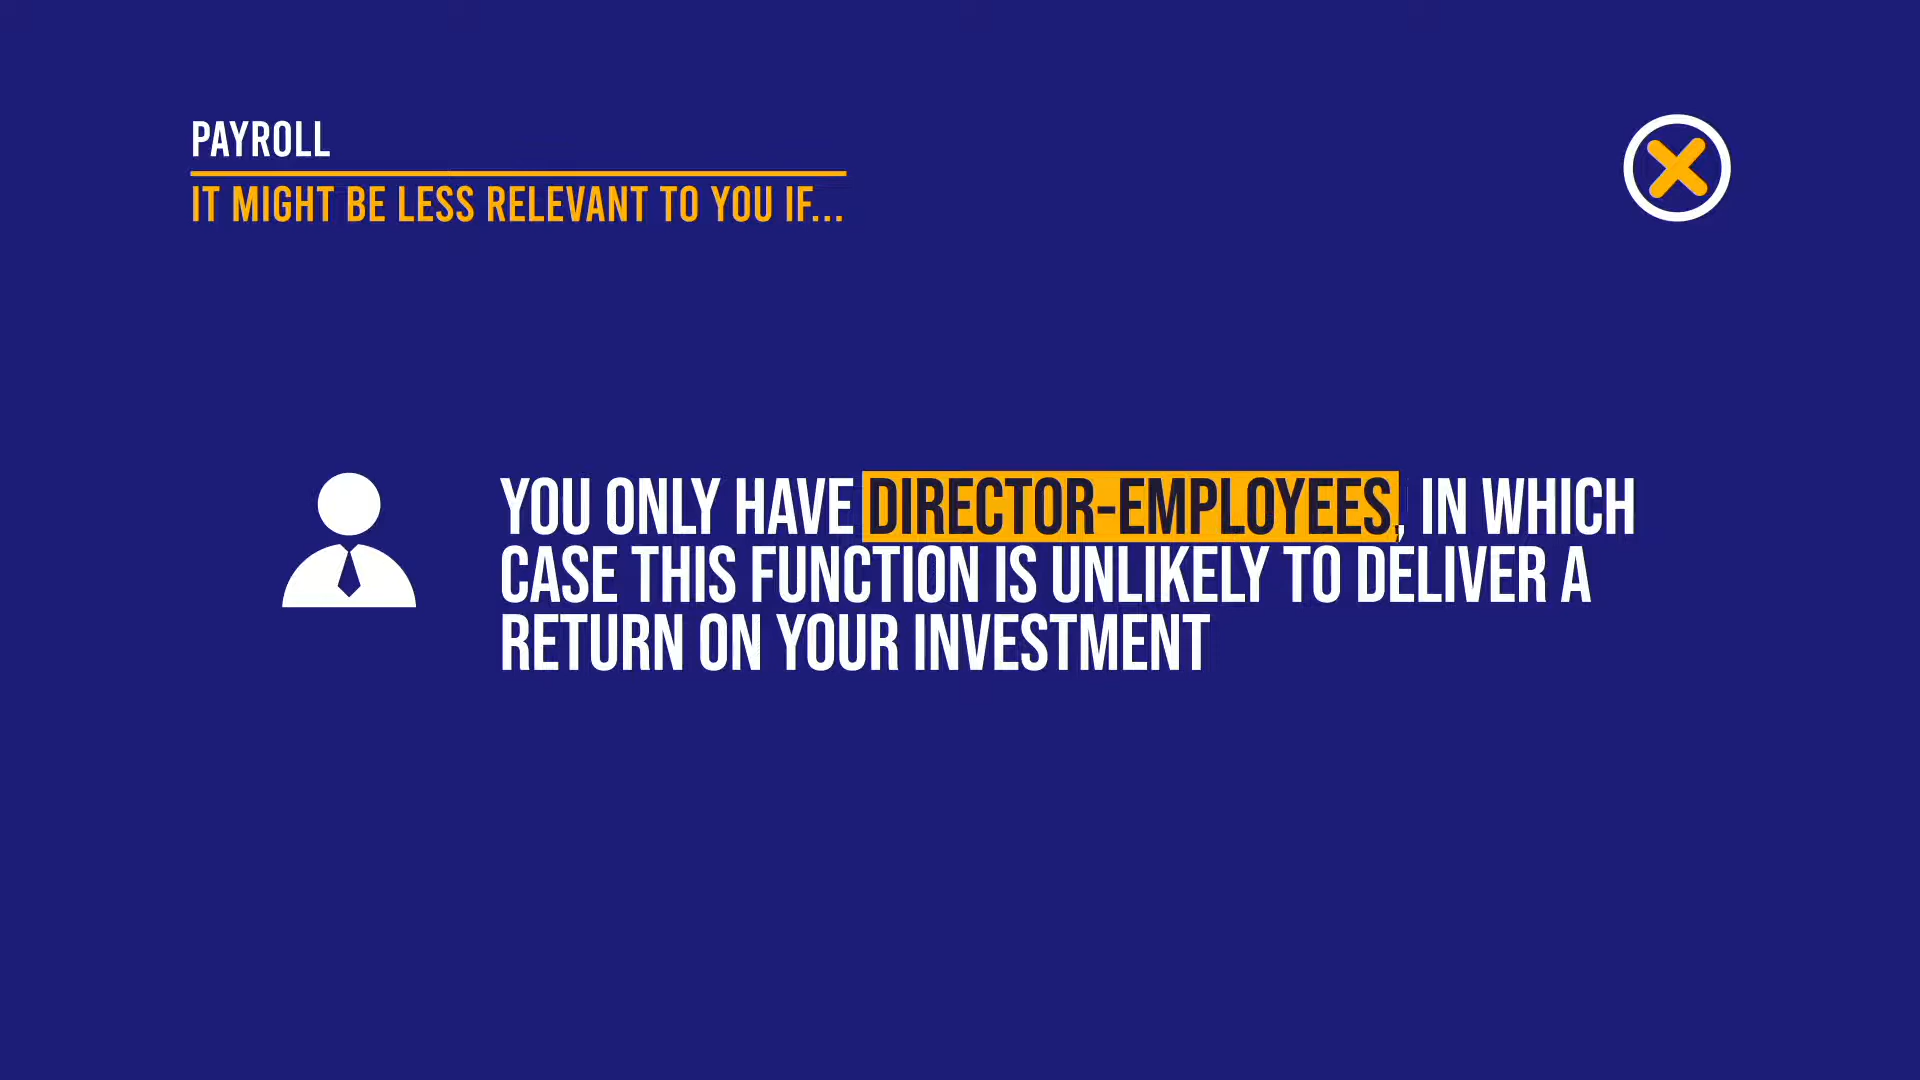 PAYROLL
IT MIGHT BE LESS RELEVANT TO YOU IF...
YOU ONLY HAVE DIRECTOR-EMPLOYEES, IN WHICH
CASE THIS FUNCTION IS UNLIKELY TO DELIVER A
RETURN ON YOUR INVESTMENT